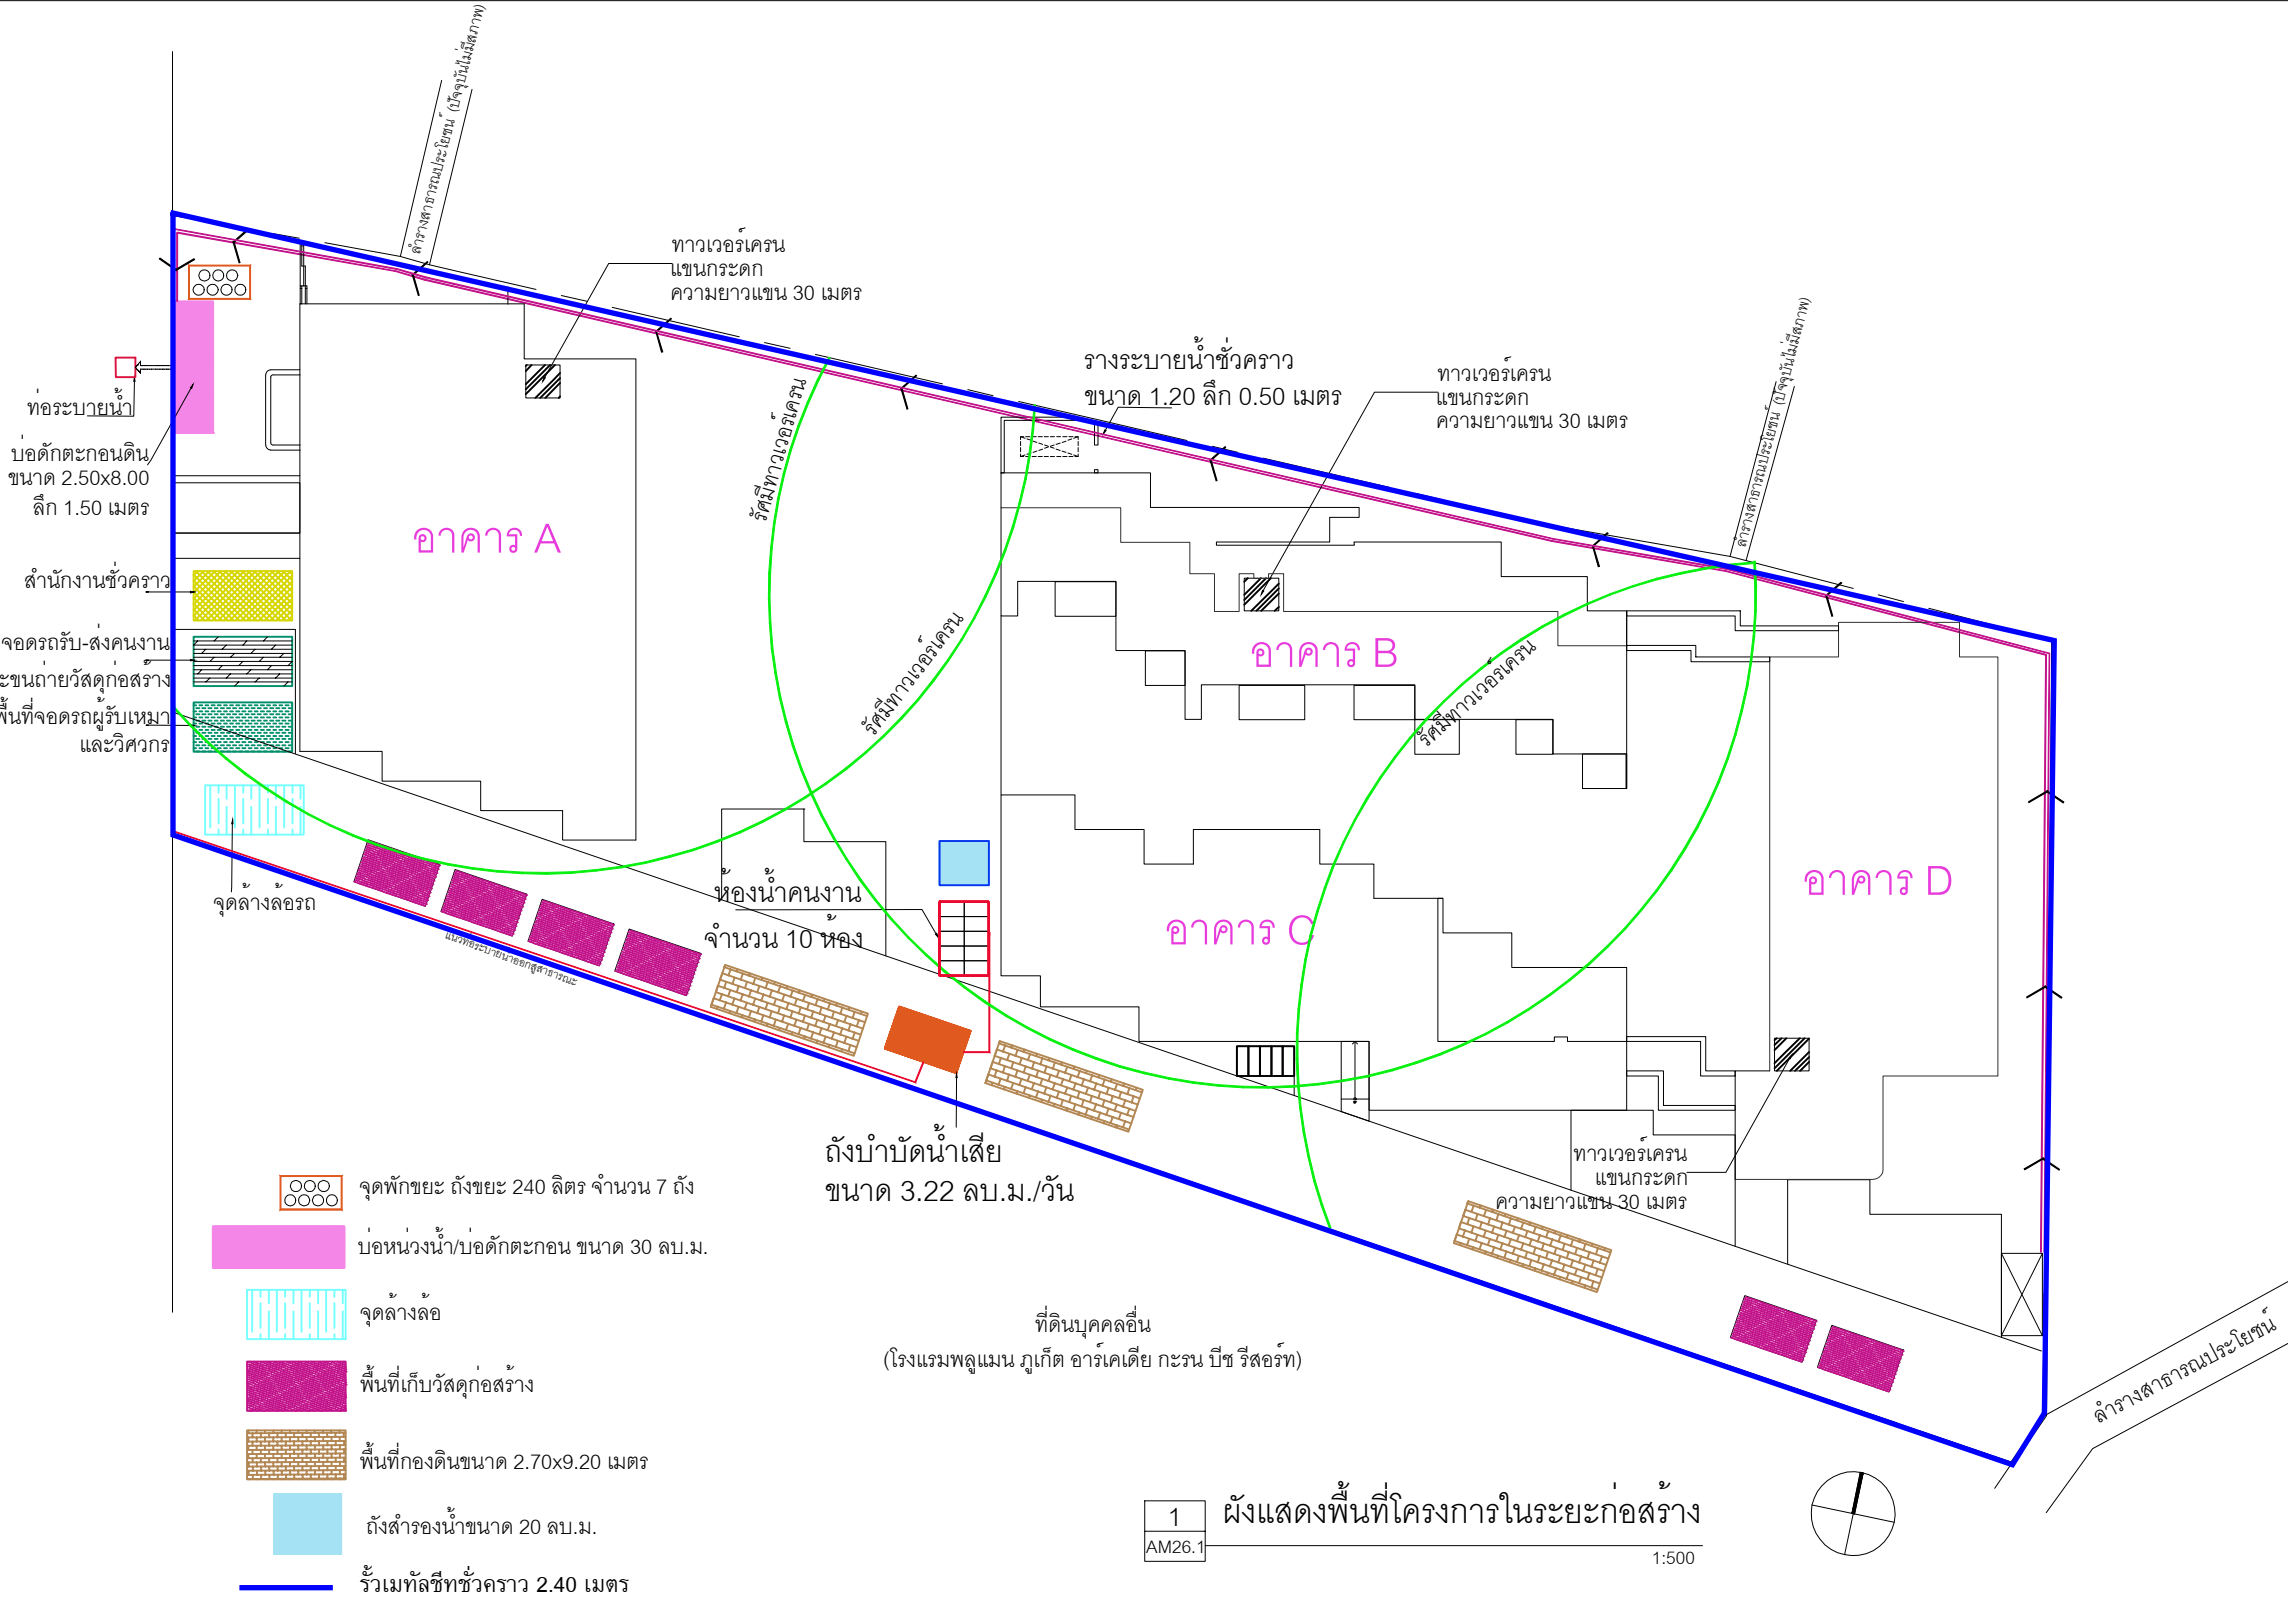 ลำรางสาธารณประโยชน์ (ปัจจุบันไม่มีสภาพ)
ทาวเวอร์เครน
แขนกระดก
ความยาวแขน 30 เมตร
รางระบายน้ำชั่วคราว
ขนาด 1.20 ลึก 0.50 เมตร
ทาวเวอร์เครน
แขนกระดก
ความยาวแขน 30 เมตร
ลำรางสาธารณประโยชน์ (ปัจจุบันไม่มีสภาพ)
ท่อระบายน้ำ
บ่อดักตะกอนดิน
ขนาด 2.50x8.00
ลึก 1.50 เมตร
สำนักงานชั่วคราว
จอดรถรับ-ส่งคนงาน
ะขนถ่ายวัสดุก่อสร้าง
พื้นที่จอดรถผู้รับเหมา
และวิศวกร
จุดล้างล้อรถ
อาคาร A
รัศมีทาวเวอร์เครน
รัศมีทาวเวอร์เครน
อาคาร B
รัศมีทาวเวอร์เครน
อาคาร C
อาคาร D
ห้องน้ำคนงาน
จำนวน 10 ห้อง
แนวท่อระบายน้ำออกสู่สาธารณะ
ถังบำบัดน้ำเสีย
ขนาด 3.22 ลบ.ม./วัน
ทาวเวอร์เครน
แขนกระดก
ความยาวแขน 30 เมตร
จุดพักขยะ ถังขยะ 240 ลิตร จำนวน 7 ถัง
บ่อหน่วงน้ำ/บ่อดักตะกอน ขนาด 30 ลบ.ม.
จุดล้างล้อ
พื้นที่เก็บวัสดุก่อสร้าง
พื้นที่กองดินขนาด 2.70x9.20 เมตร
ถังสำรองน้ำขนาด 20 ลบ.ม.
รั้วเมทัลชีทชั่วคราว 2.40 เมตร
ที่ดินบุคคลอื่น
(โรงแรมพลูแมน ภูเก็ต อาร์เคเดีย กะรน บีช รีสอร์ท)
ลำรางสาธารณประโยชน์
1
AM26.1
ผังแสดงพื้นที่โครงการในระยะก่อสร้าง
1:500